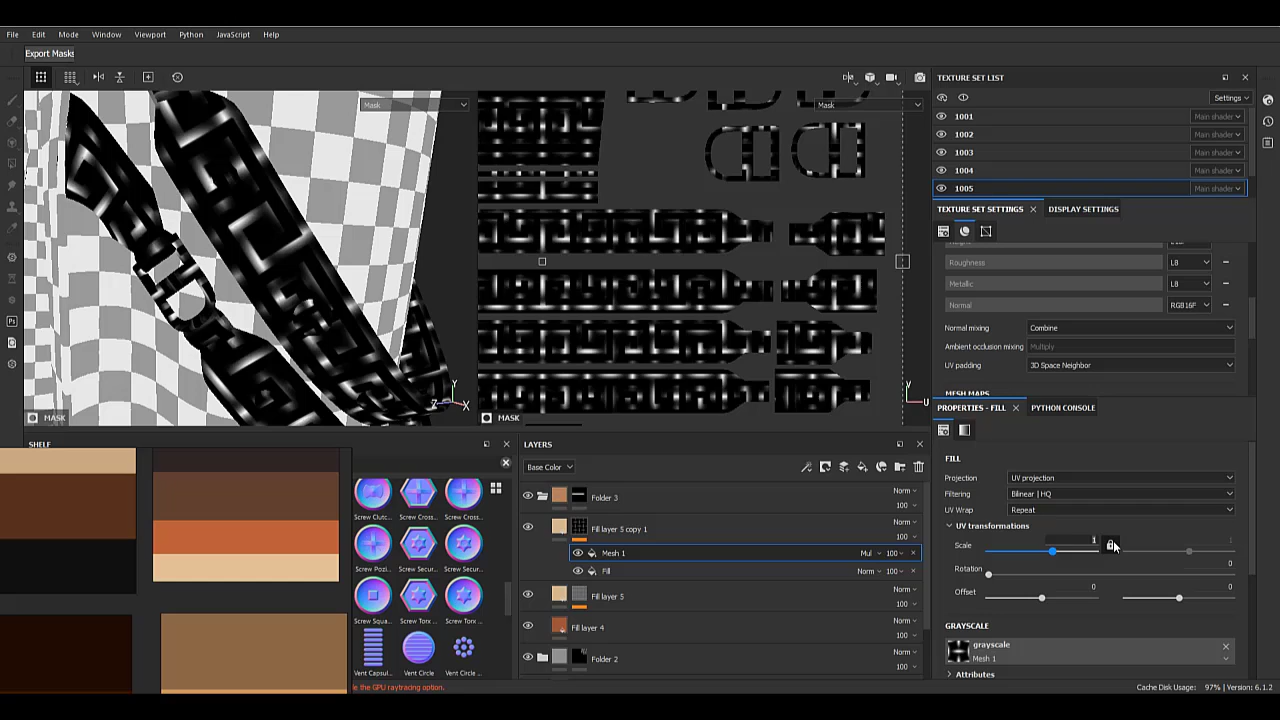 File Edit Mode Window Viewport Python JavaScript Help
Export Masks
TEXTURE SET LIST
Settings
1001 Main shader
1002 Main shader
1003 Main shader
1004 Main shader
1005 Main shader
Mask
Mask
TEXTURE SET SETTINGS DISPLAY SETTINGS
Roughness L8
Metallic L8
Normal RGB16F
Normal mixing Combine
Ambient occlusion mixing Multiply
UV padding 3D Space Neighbor
MESH MAPS
Y
Z X
V
U
MASK
MASK
PROPERTIES - FILL PYTHON CONSOLE
SHELF
LAYERS
Base Color
FILL
Projection UV projection
Filtering Bilinear | HQ
UV Wrap Repeat
UV transformations
Scale 1 1
Rotation 0
Offset 0 0
GRAYSCALE
grayscale
Mesh 1
Attributes
Screw Clutc... Screw Cross... Screw Cross...
Screw Pozi... Screw Secur... Screw Secur...
Screw Squa... Screw Torx ... Screw Torx ...
Vent Capsul... Vent Circle Vent Circle ...
Folder 3 Norm 100
Fill layer 5 copy 1 Norm 100
Mesh 1 Mul 100
Fill Norm 100
Fill layer 5 Norm 100
Fill layer 4 Norm 100
Folder 2 Norm 100
le the GPU raytracing option.
Cache Disk Usage: 97% | Version: 6.1.2